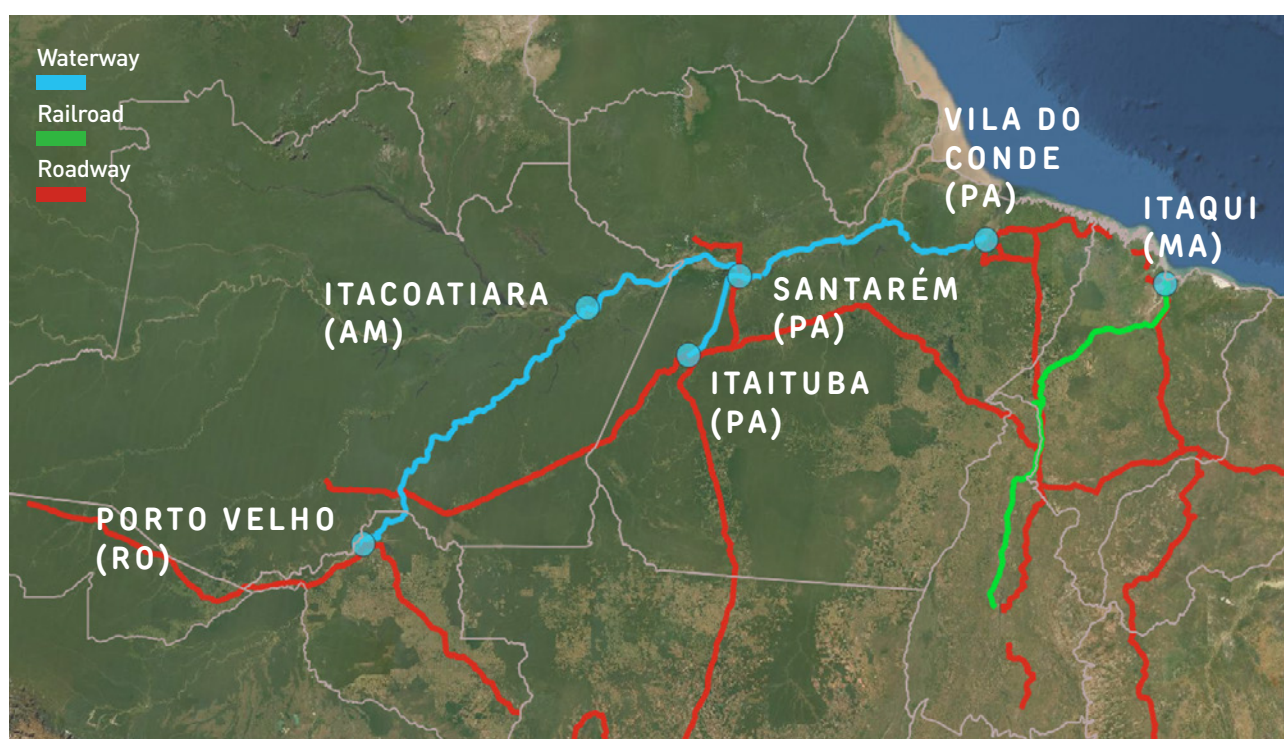 Waterway
Railroad
Roadway
VILA DO
CONDE
(PA)
ITAQUI
(MA)
ITACOATIARA
(AM)
SANTARÉM
(PA)
ITAITUBA
(PA)
PORTO VELHO
(RO)